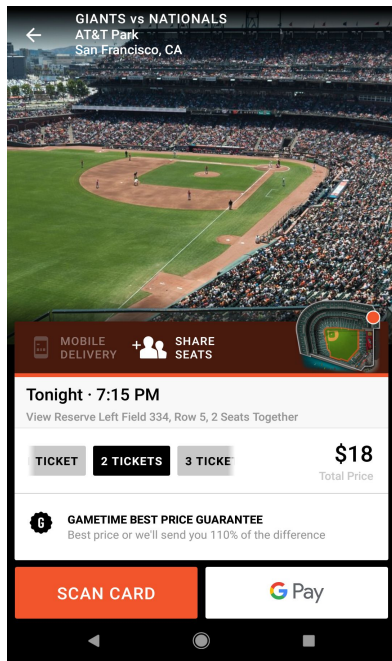 GIANTS vs NATIONALS
AT&T Park
San Francisco, CA
MOBILE
DELIVERY
SHARE
SEATS
Tonight · 7:15 PM
View Reserve Left Field 334, Row 5, 2 Seats Together
TICKET
2 TICKETS
3 TICKE
$18
Total Price
G
GAMETIME BEST PRICE GUARANTEE
Best price or we'll send you 110% of the difference
SCAN CARD
G Pay